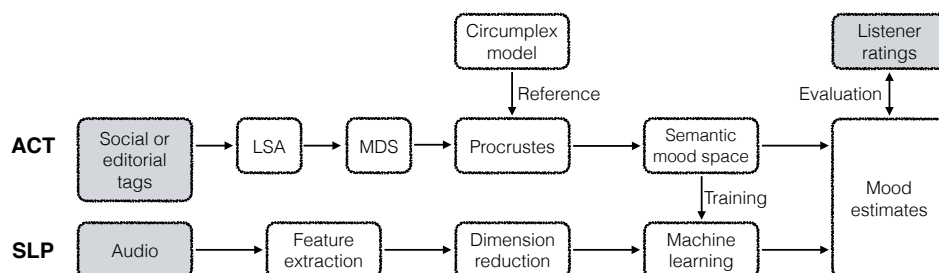 Circumplex
model
Listener
ratings
Reference
Evaluation
ACT
Social or
editorial
tags
LSA
MDS
Procrustes
Semantic
mood space
Mood
estimates
Training
SLP
Audio
Feature
extraction
Dimension
reduction
Machine
learning